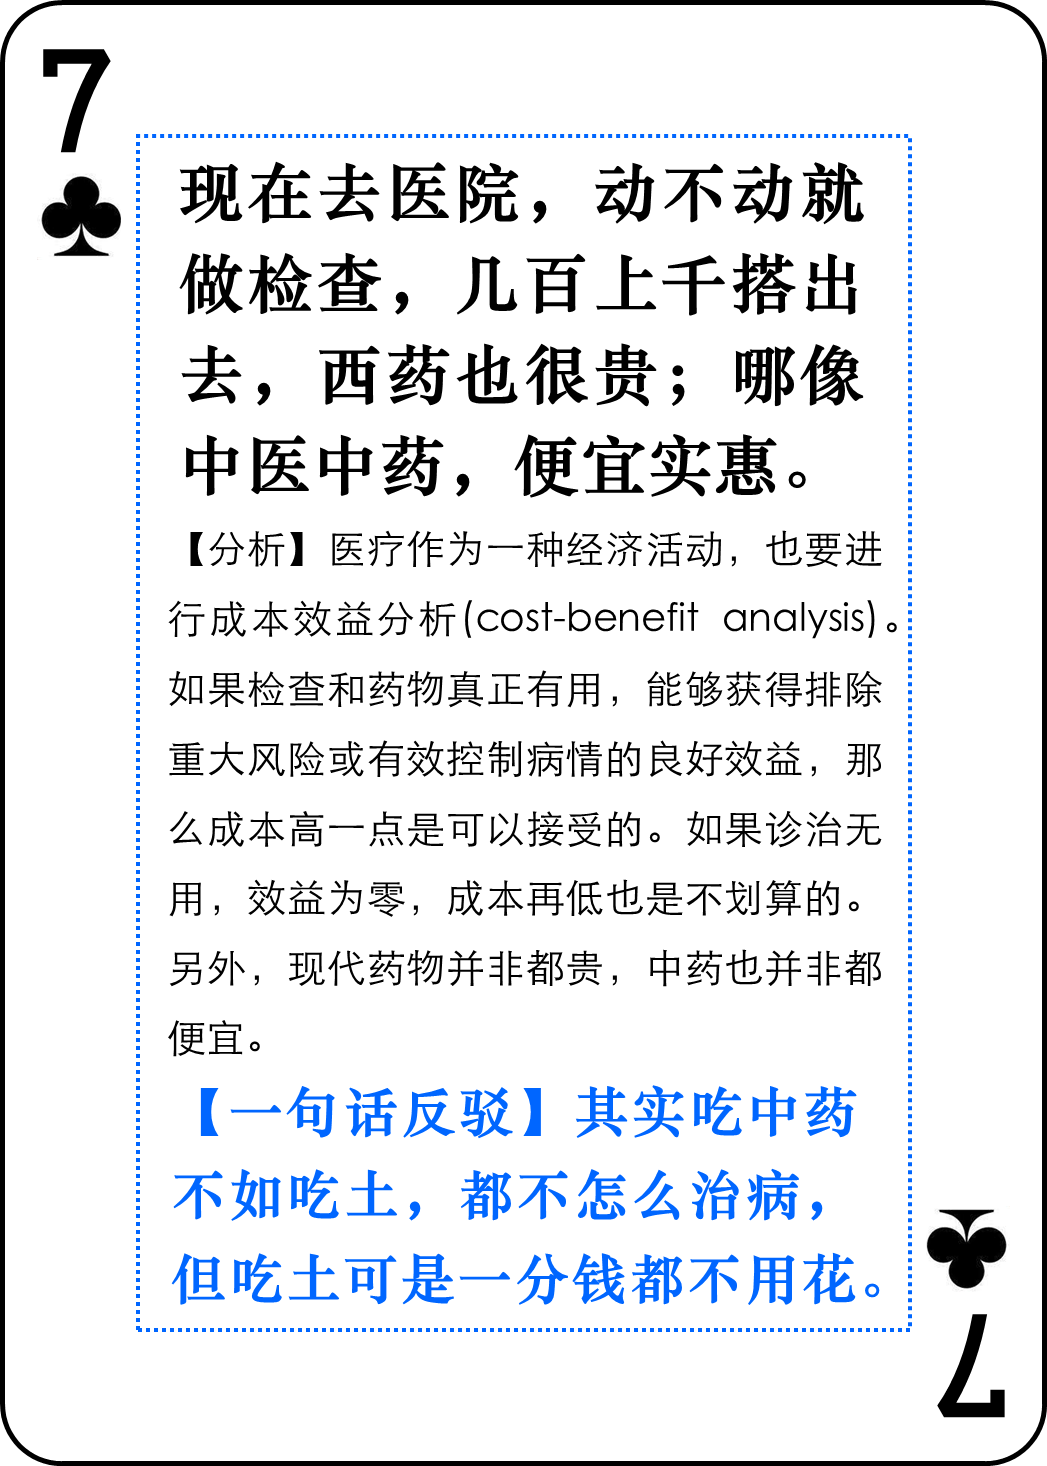 7
现在去医院，动不动就
做检查，几百上千搭出
去，西药也很贵；哪像
中医中药，便宜实惠。
【分析】医疗作为一种经济活动，也要进
行成本效益分析(cost-benefit analysis)。
如果检查和药物真正有用，能够获得排除
重大风险或有效控制病情的良好效益，那
么成本高一点是可以接受的。如果诊治无
用，效益为零，成本再低也是不划算的。
另外，现代药物并非都贵，中药也并非都
便宜。
【一句话反驳】其实吃中药
不如吃土，都不怎么治病，
但吃土可是一分钱都不用花。
7